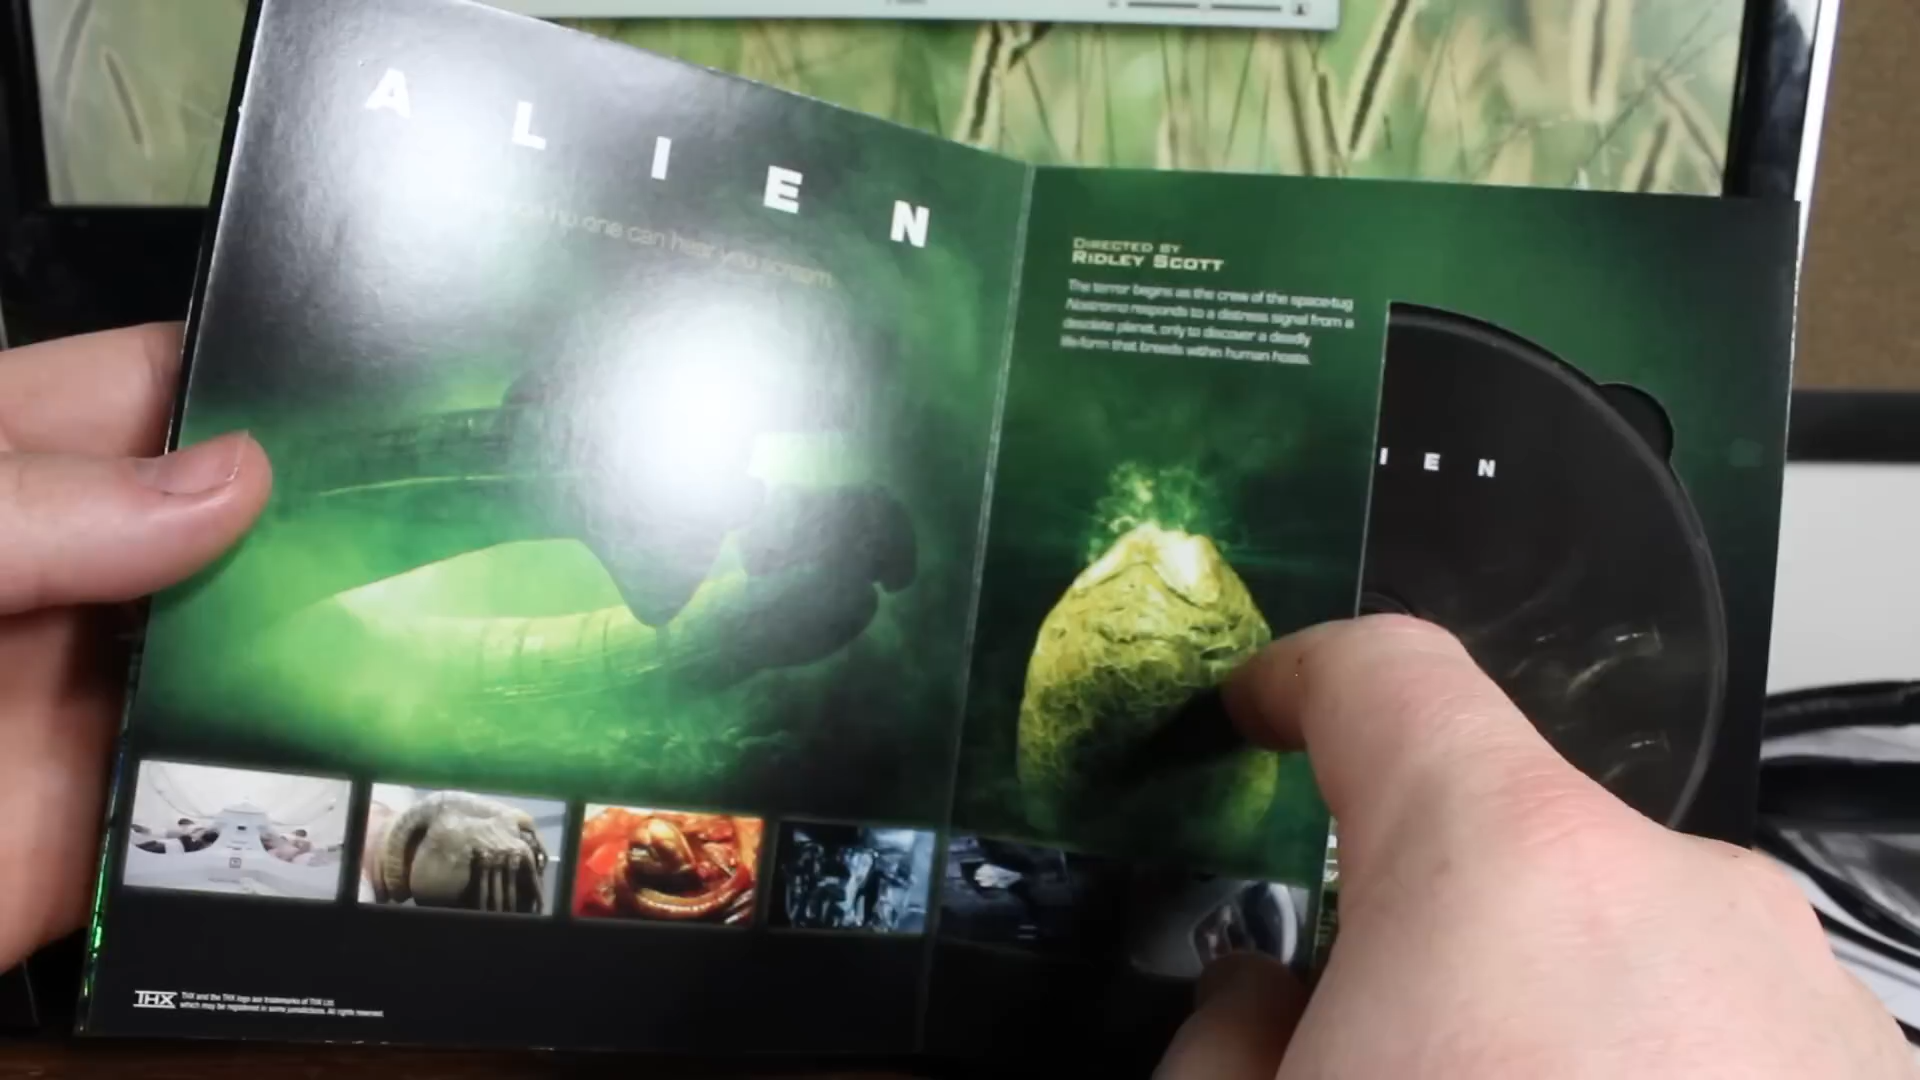 A L I E N
one can hear you scream
DIRECTED BY
RIDLEY SCOTT
The terror begins as the crew of the space-tug
Nostromo responds to a distress signal from a
desolate planet, only to discover a deadly
life-form that breeds within human hosts.
I E N
THX THX and the THX logo are trademarks of THX Ltd.
which may be registered in some jurisdictions. All rights reserved.